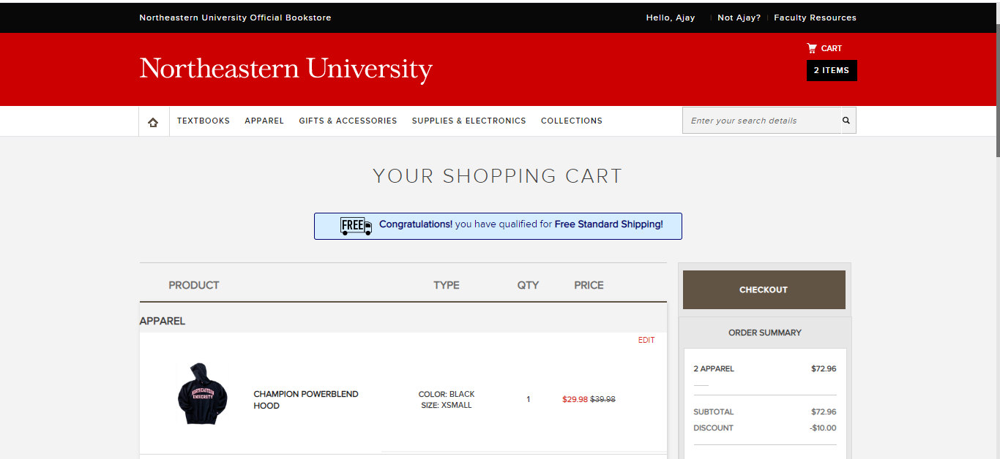 Northeastern University Official Bookstore
Hello, Ajay
Not Ajay?
Faculty Resources
Northeastern University
CART
2 ITEMS
TEXTBOOKS
APPAREL
GIFTS & ACCESSORIES
SUPPLIES & ELECTRONICS
COLLECTIONS
Enter your search details
YOUR SHOPPING CART
FREE
Congratulations! you have qualified for Free Standard Shipping!
PRODUCT
TYPE
QTY
PRICE
APPAREL
EDIT
NORTHEASTERN
UNIVERSITY
CHAMPION POWERBLEND
HOOD
COLOR: BLACK
SIZE: XSMALL
1
$29.98 $39.98
CHECKOUT
ORDER SUMMARY
2 APPAREL $72.96
SUBTOTAL $72.96
DISCOUNT -$10.00